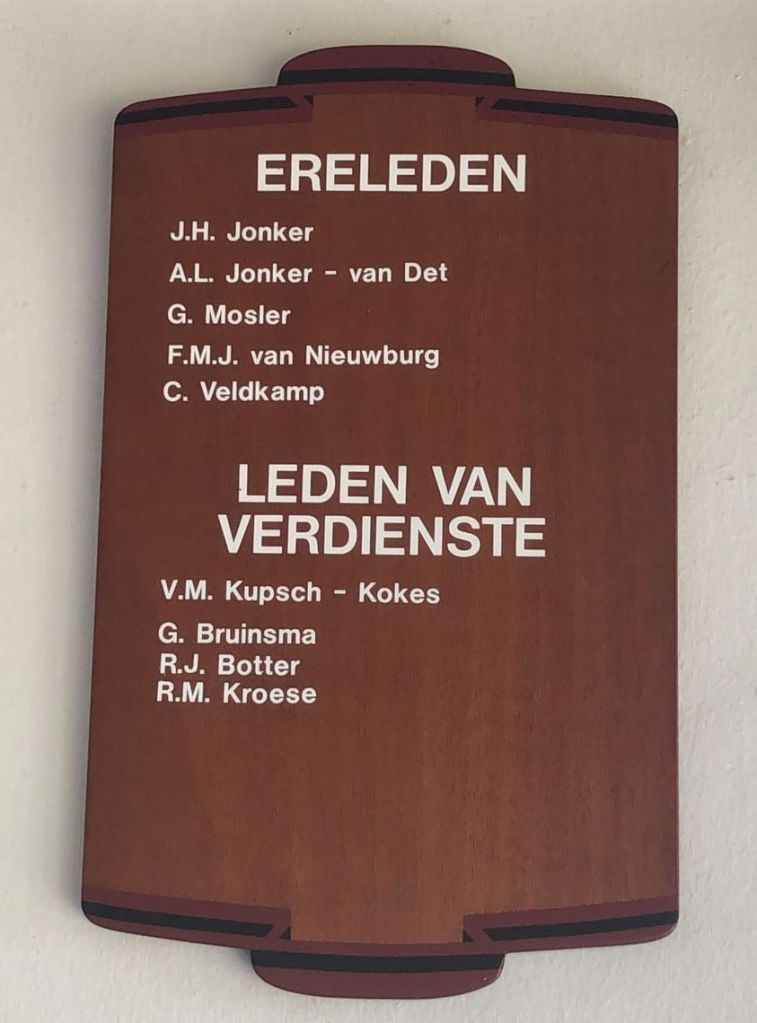 ERELEDEN
J.H. Jonker
A.L. Jonker - van Det
G. Mosler
F.M.J. van Nieuwburg
C. Veldkamp
LEDEN VAN
VERDIENSTE
V.M. Kupsch - Kokes
G. Bruinsma
R.J. Botter
R.M. Kroese